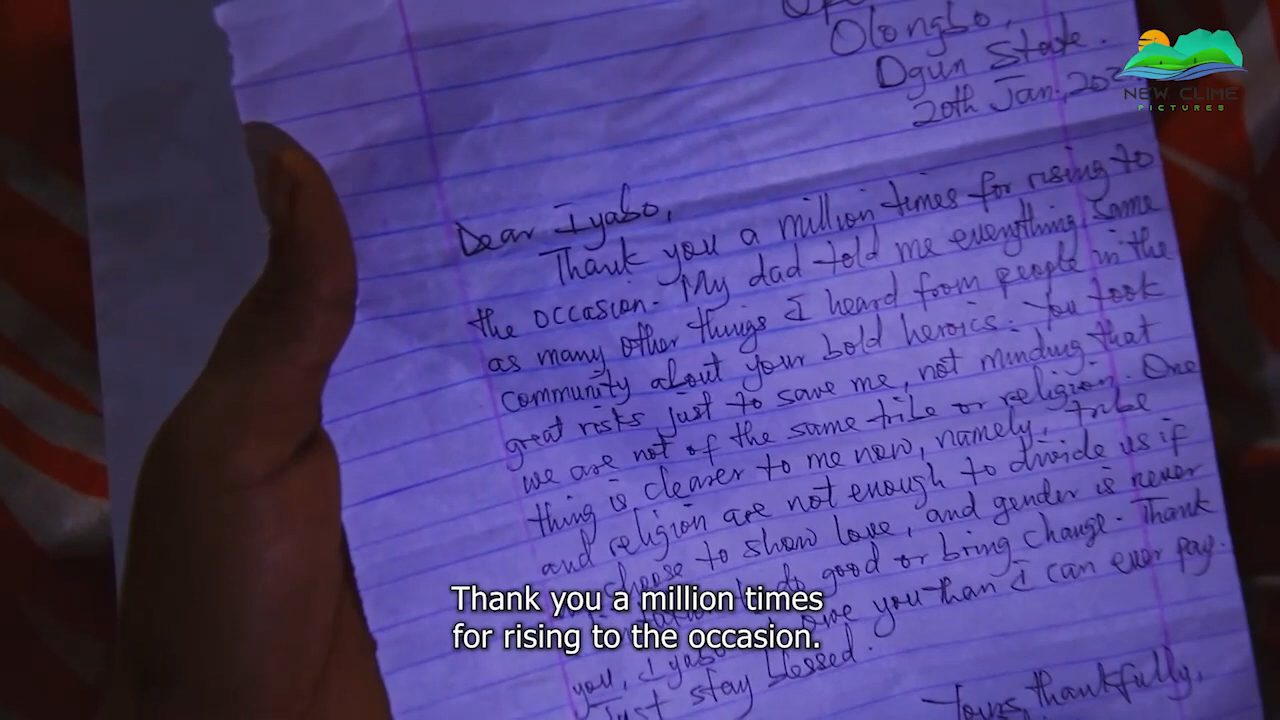 Olongbo,
Ogun State.
20th Jan., 202
NEW CLIME
PICTURES
Dear Iyabo,
Thank you a million times for rising to
the occasion. My dad told me everything, same
as many other things I heard from people in the
community about your bold heroics. You took
great risks just to save me, not minding that
we are not of the same tribe or religion. One
thing is clearer to me now, namely, tribe
and religion are not enough to divide us if
choose to show love, and gender is never
do good or bring change. Thank
you, Iyabo owe you than I can ever pay.
Just stay blessed.
Yours thankfully,
Thank you a million times
for rising to the occasion.